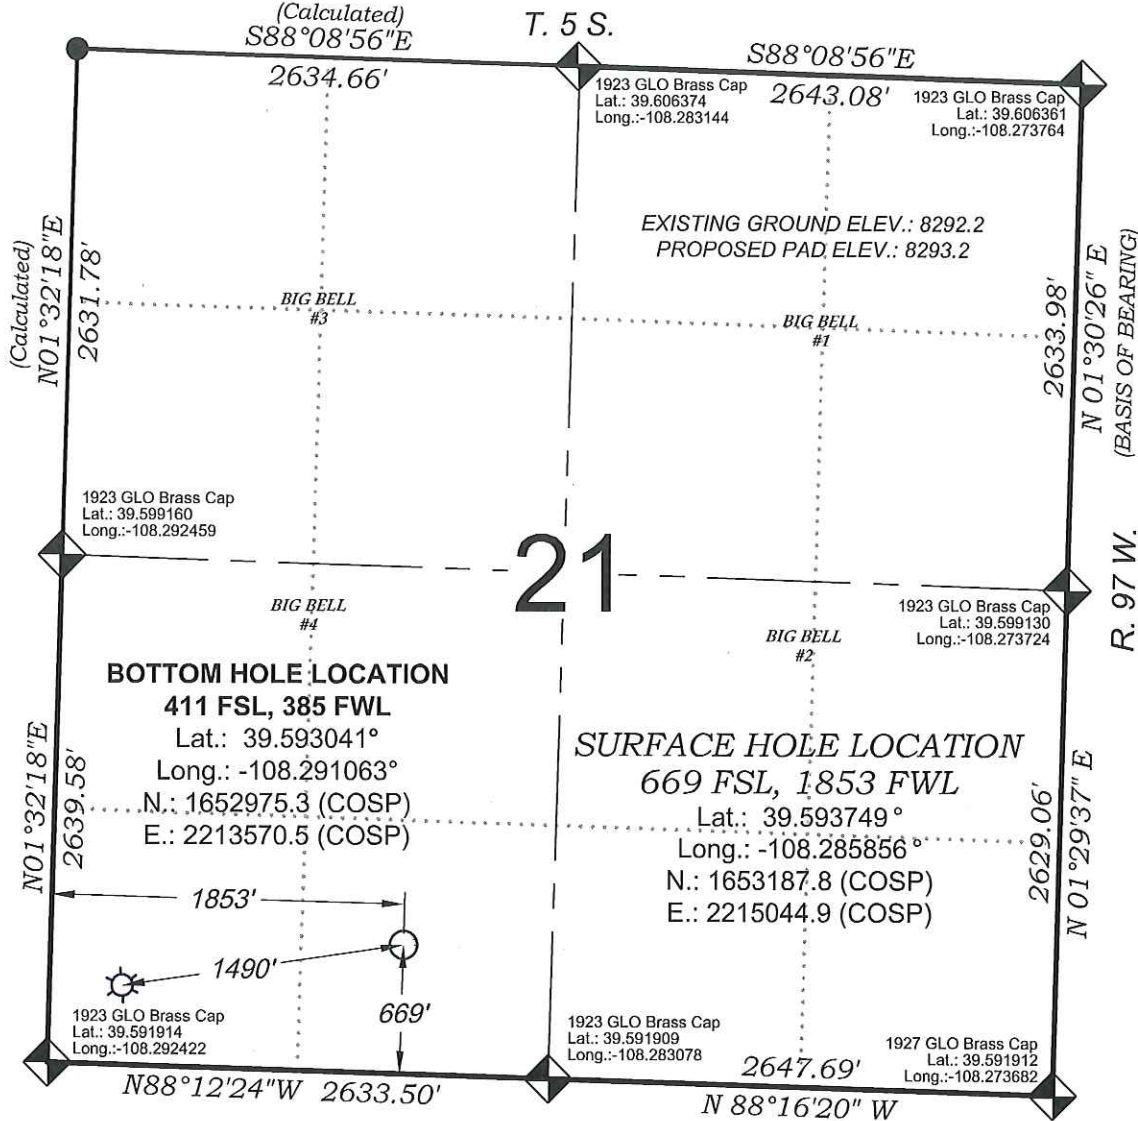 (Calculated)
S88°08'56"E
T. 5 S.
S88°08'56"E
2634.66'
1923 GLO Brass Cap
Lat.: 39.606374
Long.:-108.283144
2643.08'
1923 GLO Brass Cap
Lat.: 39.606361
Long.:-108.273764
EXISTING GROUND ELEV.: 8292.2
PROPOSED PAD ELEV.: 8293.2
(Calculated)
N01°32'18"E
2631.78'
BIG BELL
#3
BIG BELL
#1
2633.98'
N 01°30'26" E
(BASIS OF BEARING)
1923 GLO Brass Cap
Lat.: 39.599160
Long.:-108.292459
21
R. 97 W.
BIG BELL
#4
BIG BELL
#2
1923 GLO Brass Cap
Lat.: 39.599130
Long.:-108.273724
BOTTOM HOLE LOCATION
411 FSL, 385 FWL
Lat.: 39.593041°
Long.: -108.291063°
N.: 1652975.3 (COSP)
E.: 2213570.5 (COSP)
SURFACE HOLE LOCATION
669 FSL, 1853 FWL
Lat.: 39.593749°
Long.: -108.285856°
N.: 1653187.8 (COSP)
E.: 2215044.9 (COSP)
N01°32'18"E
2639.58'
2629.06'
N 01°29'37" E
1853'
1490'
669'
1923 GLO Brass Cap
Lat.: 39.591914
Long.:-108.292422
1923 GLO Brass Cap
Lat.: 39.591909
Long.:-108.283078
1927 GLO Brass Cap
Lat.: 39.591912
Long.:-108.273682
N88°12'24"W 2633.50'
2647.69'
N 88°16'20" W